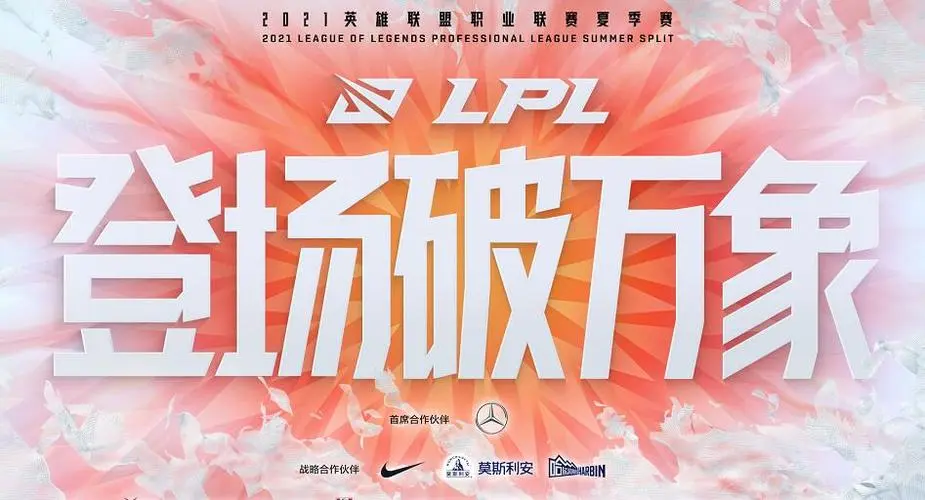 2021英雄联盟职业联赛夏季赛
2021 LEAGUE OF LEGENDS PROFESSIONAL LEAGUE SUMMER SPLIT
LPL
登场破万象
首席合作伙伴
战略合作伙伴 莫斯利安 HARBIN